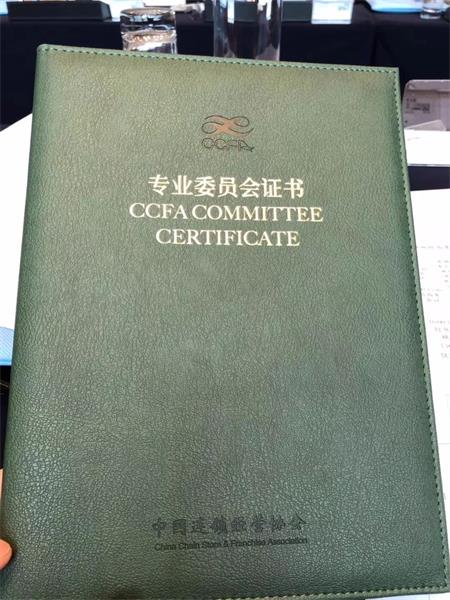 CCFA
专业委员会证书
CCFA COMMITTEE
CERTIFICATE
中国连锁经营协会
China Chain Store & Franchise Association